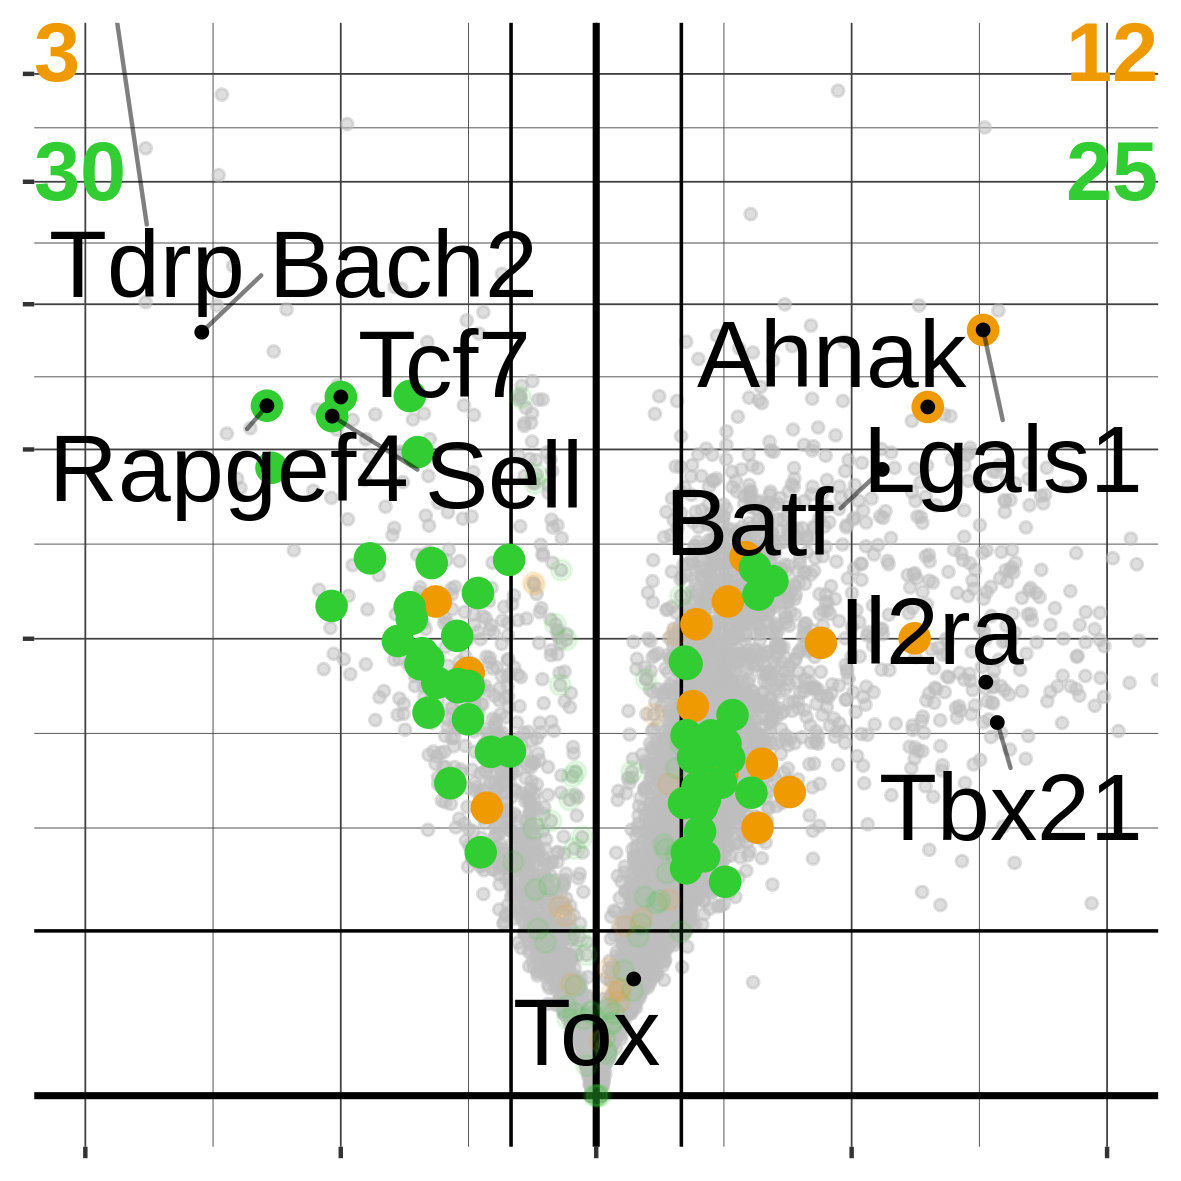 3 12
30 25
Tdrp Bach2
Tcf7 Ahnak
Rapgef4 Sell Lgals1
Batf
Il2ra
Tbx21
Tox